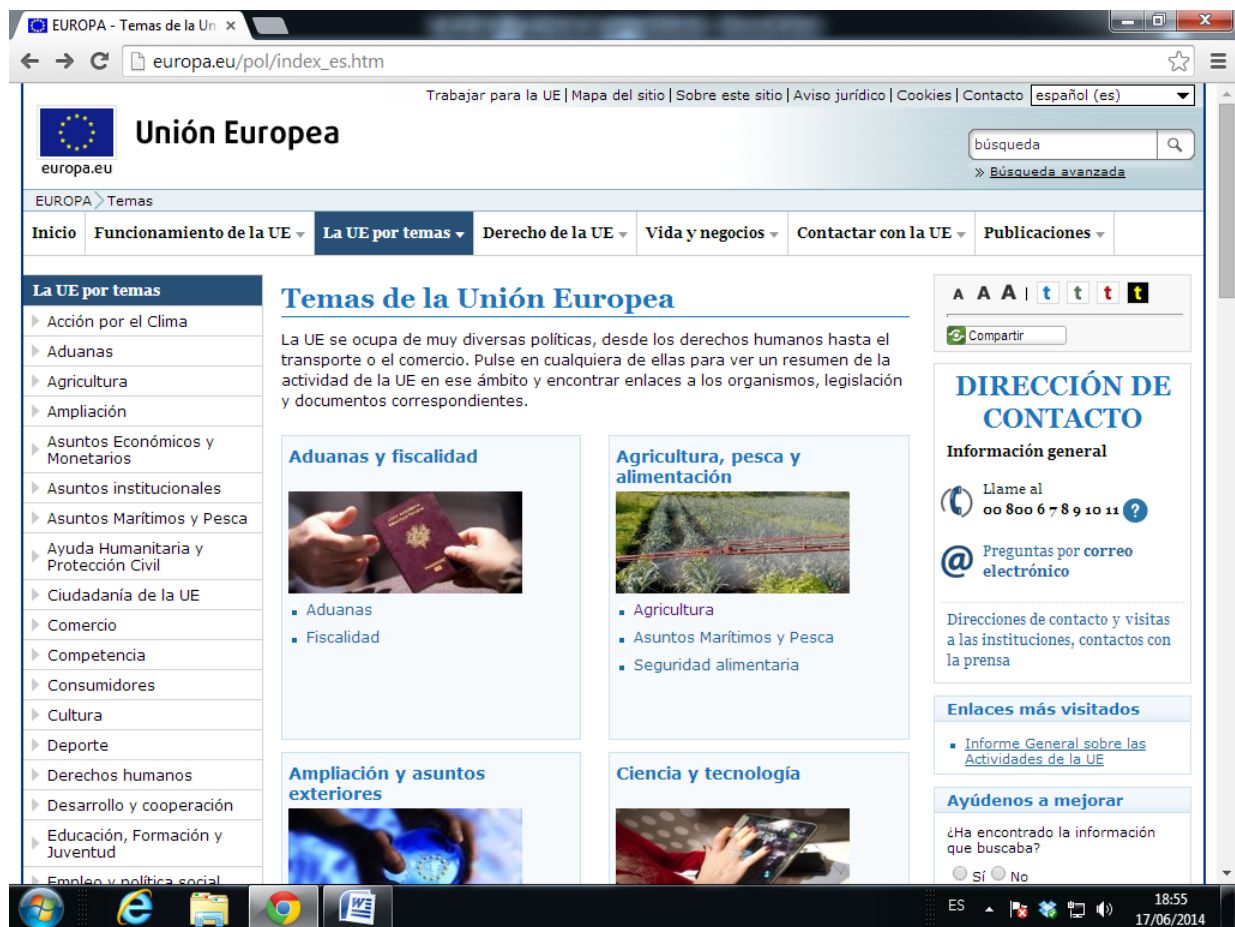 EUROPA - Temas de la Un
europa.eu/pol/index_es.htm
Trabajar para la UE | Mapa del sitio | Sobre este sitio | Aviso jurídico | Cookies | Contacto español (es)
Unión Europea
europa.eu
búsqueda
» Búsqueda avanzada
EUROPA Temas
Inicio Funcionamiento de la UE La UE por temas Derecho de la UE Vida y negocios Contactar con la UE Publicaciones
La UE por temas
Acción por el Clima
Aduanas
Agricultura
Ampliación
Asuntos Económicos y
Monetarios
Asuntos institucionales
Asuntos Marítimos y Pesca
Ayuda Humanitaria y
Protección Civil
Ciudadanía de la UE
Comercio
Competencia
Consumidores
Cultura
Deporte
Derechos humanos
Desarrollo y cooperación
Educación, Formación y
Juventud
Empleo y política social
Temas de la Unión Europea
La UE se ocupa de muy diversas políticas, desde los derechos humanos hasta el
transporte o el comercio. Pulse en cualquiera de ellas para ver un resumen de la
actividad de la UE en ese ámbito y encontrar enlaces a los organismos, legislación
y documentos correspondientes.
Aduanas y fiscalidad
Aduanas
Fiscalidad
Agricultura, pesca y
alimentación
Agricultura
Asuntos Marítimos y Pesca
Seguridad alimentaria
Ampliación y asuntos
exteriores
Ciencia y tecnología
A A A | t t t t
Compartir
DIRECCIÓN DE
CONTACTO
Información general
Llame al
00 800 6 7 8 9 10 11 ?
@ Preguntas por correo
electrónico
Direcciones de contacto y visitas
a las instituciones, contactos con
la prensa
Enlaces más visitados
Informe General sobre las
Actividades de la UE
Ayúdenos a mejorar
¿Ha encontrado la información
que buscaba?
Sí No
ES
18:55
17/06/2014